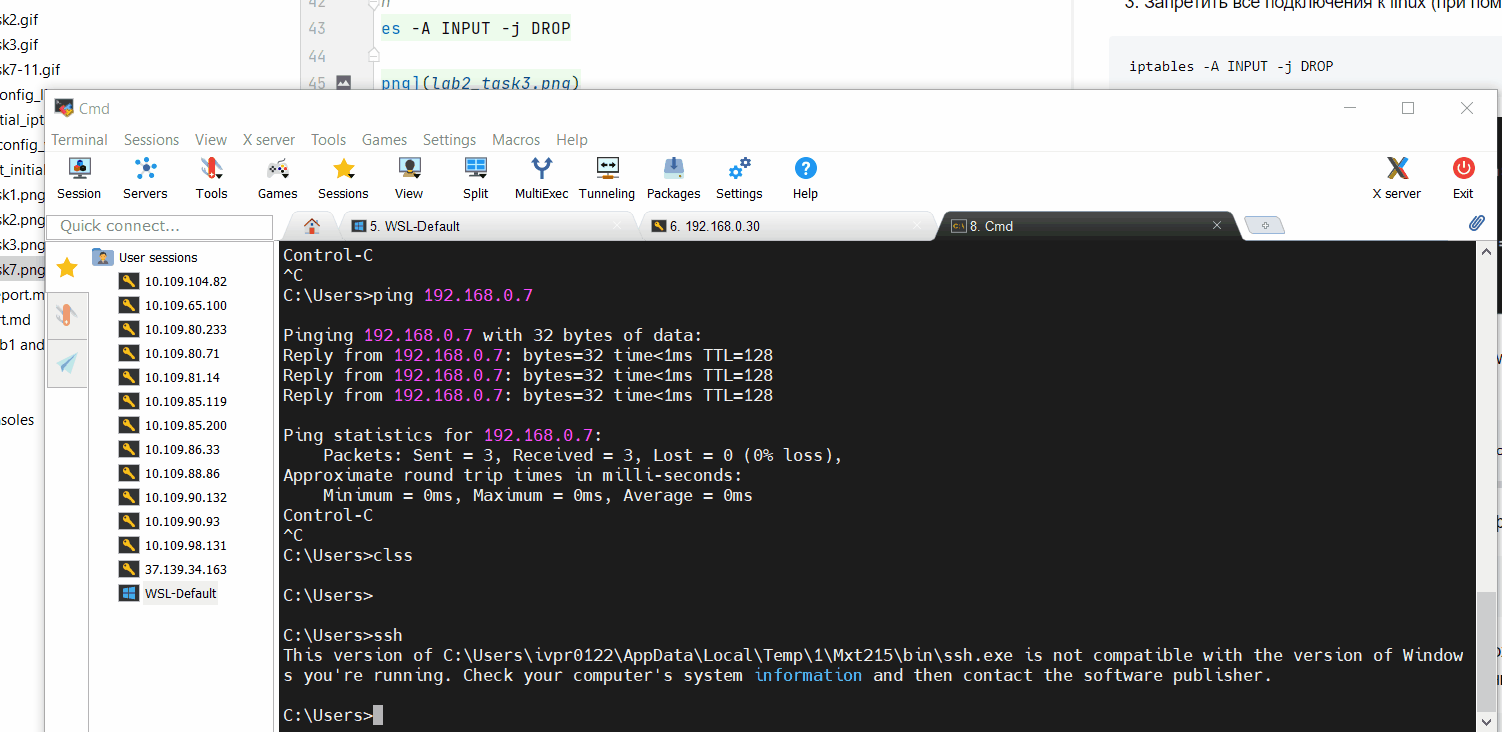 sk2.gif
sk3.gif
sk7-11.gif
onfig_l
tial_ipt
config_
t_initial
sk1.png
sk2.png
sk3.png
sk7.png
eport.m
rt.md
b1 and
soles
42
43
es -A INPUT -j DROP
44
45
png](lab2_task3.png)
3. Запретить все подключения к linux (при пом
iptables -A INPUT -j DROP
Cmd
Terminal Sessions View X server Tools Games Settings Macros Help
Session Servers Tools Games Sessions View Split MultiExec Tunneling Packages Settings Help X server Exit
Quick connect...
5. WSL-Default
6. 192.168.0.30
8. Cmd
User sessions
10.109.104.82
10.109.65.100
10.109.80.233
10.109.80.71
10.109.81.14
10.109.85.119
10.109.85.200
10.109.86.33
10.109.88.86
10.109.90.132
10.109.90.93
10.109.98.131
37.139.34.163
WSL-Default
Control-C
^C
C:\Users>ping 192.168.0.7
Pinging 192.168.0.7 with 32 bytes of data:
Reply from 192.168.0.7: bytes=32 time<1ms TTL=128
Reply from 192.168.0.7: bytes=32 time<1ms TTL=128
Reply from 192.168.0.7: bytes=32 time<1ms TTL=128
Ping statistics for 192.168.0.7:
Packets: Sent = 3, Received = 3, Lost = 0 (0% loss),
Approximate round trip times in milli-seconds:
Minimum = 0ms, Maximum = 0ms, Average = 0ms
Control-C
^C
C:\Users>clss
C:\Users>
C:\Users>ssh
This version of C:\Users\ivpr0122\AppData\Local\Temp\1\Mxt215\bin\ssh.exe is not compatible with the version of Window
s you're running. Check your computer's system information and then contact the software publisher.
C:\Users>